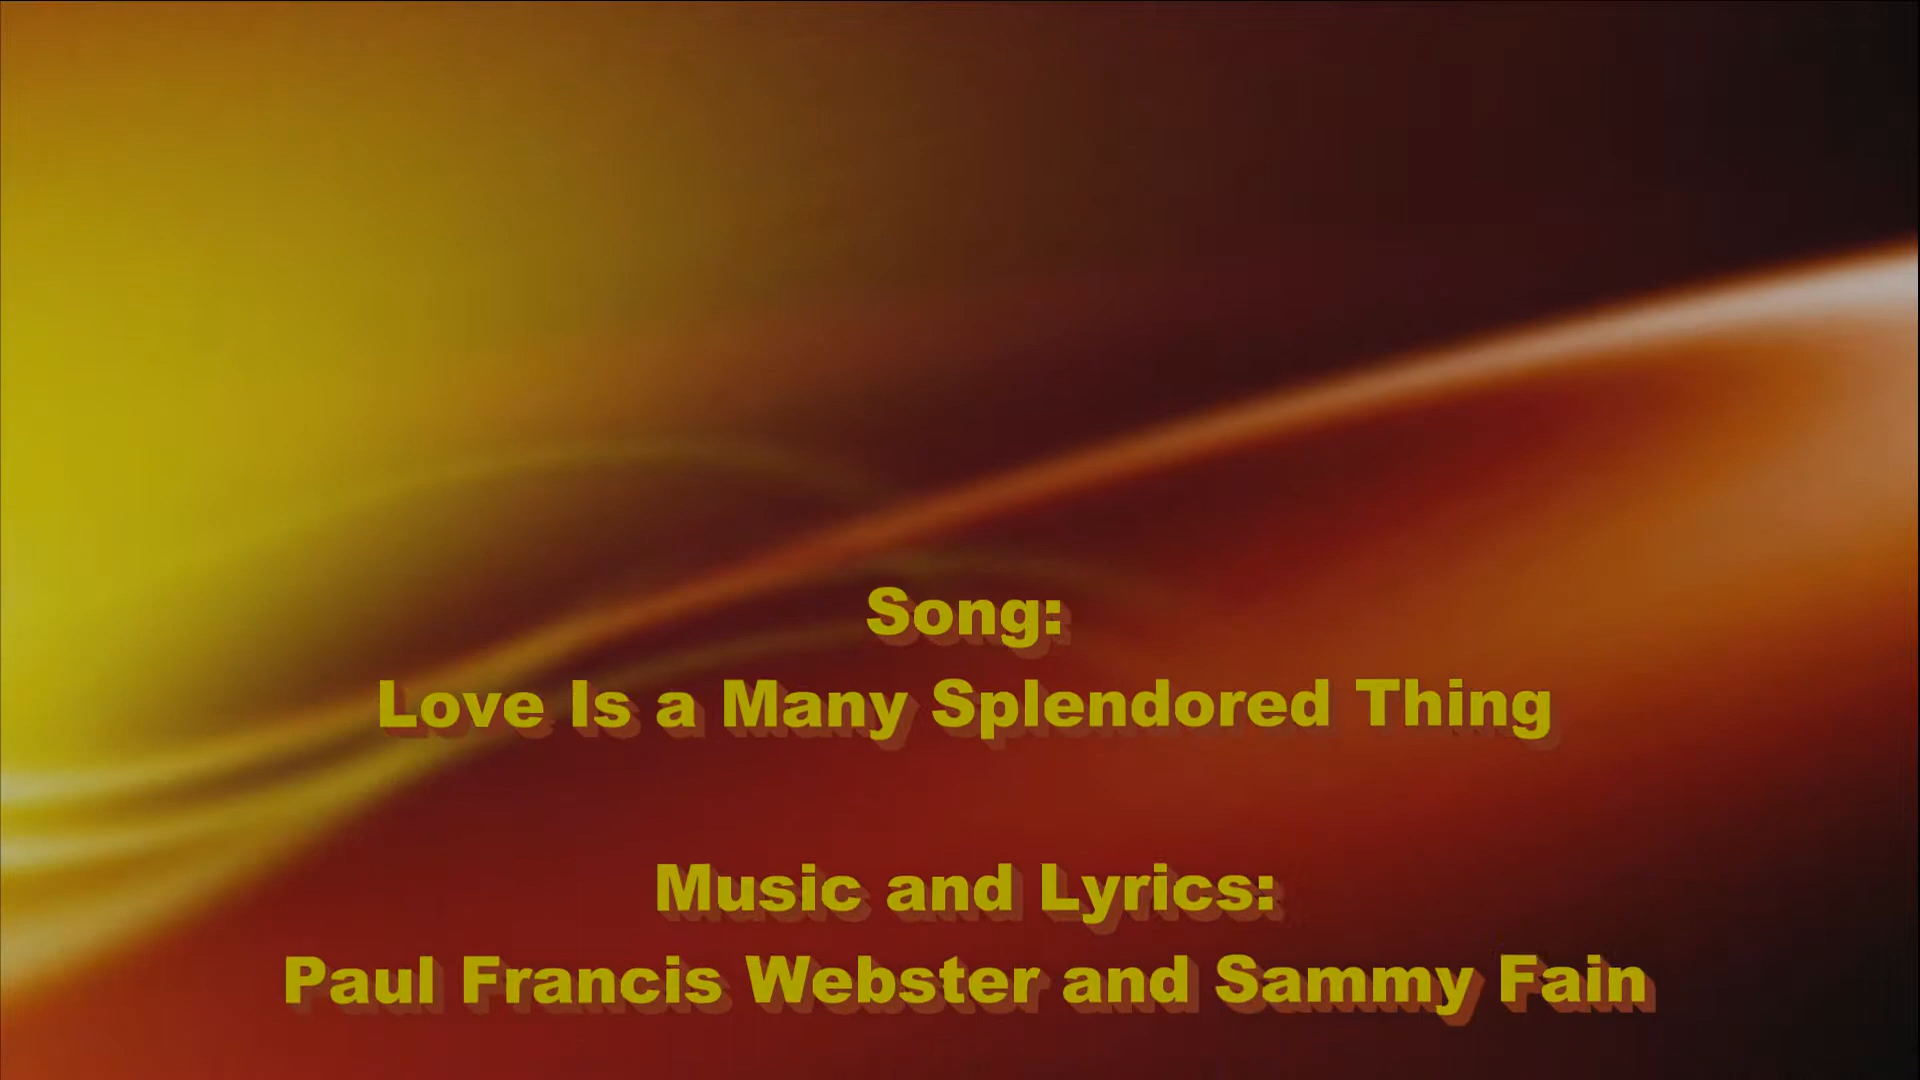 Song:
Love Is a Many Splendored Thing
Music and Lyrics:
Paul Francis Webster and Sammy Fain